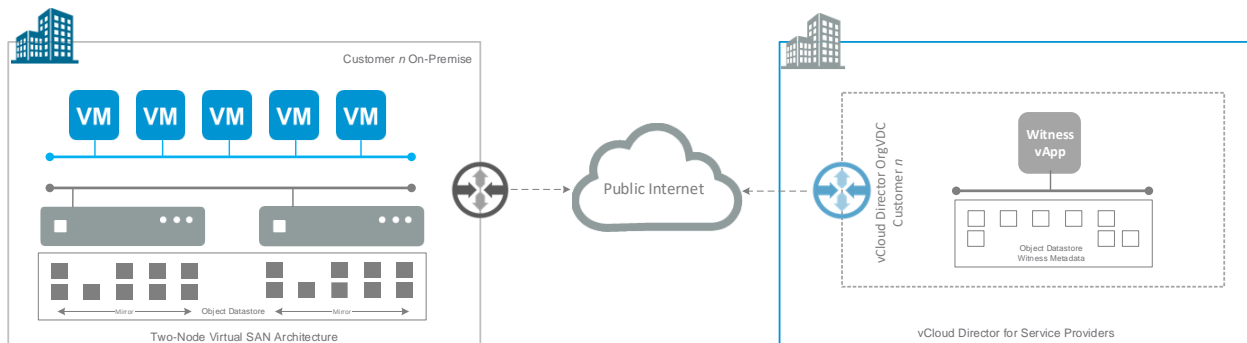 Customer n On-Premise
VM
VM
VM
VM
VM
Mirror
Object Datastore
Mirror
Two-Node Virtual SAN Architecture
Public Internet
vCloud Director OrgVDC
Customer n
Witness
vApp
Object Datastore
Witness Metadata
vCloud Director for Service Providers